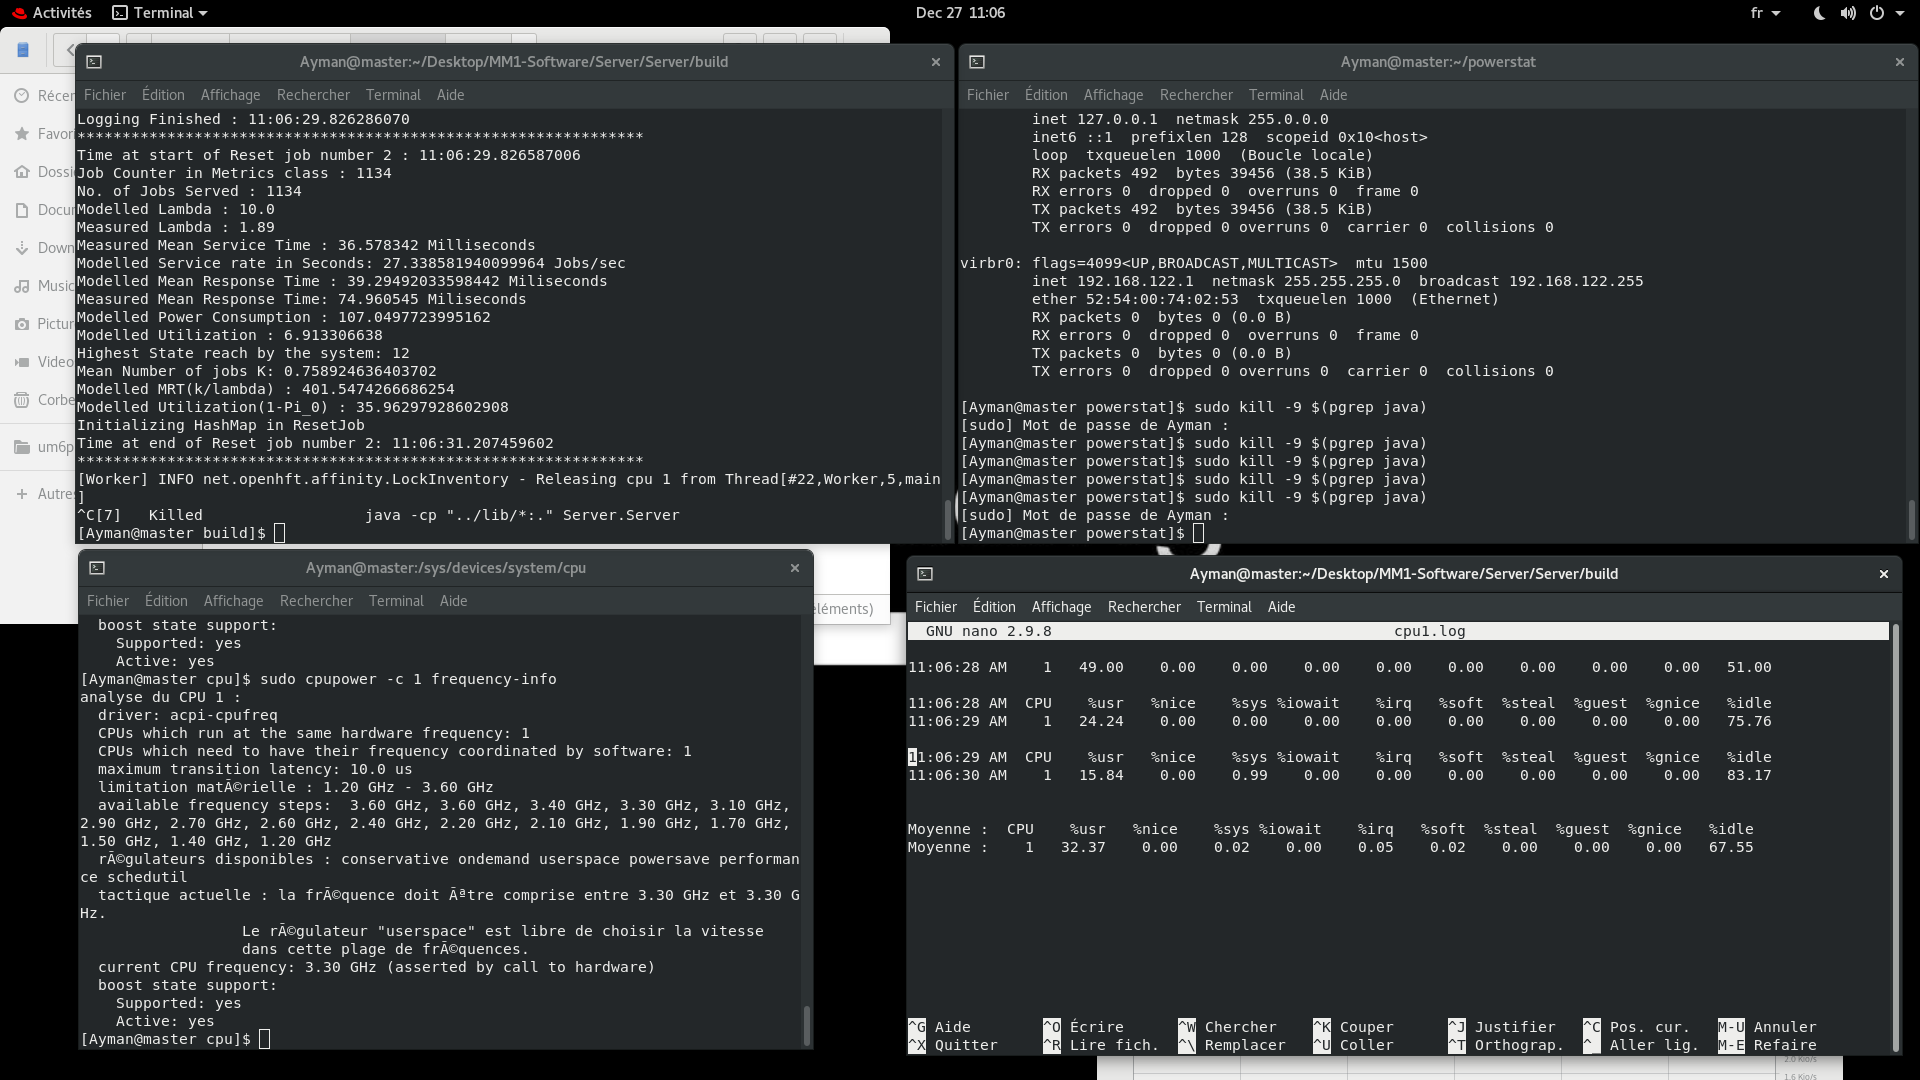 Activités
Terminal
Dec 27 11:06
fr
Ayman@master:~/Desktop/MM1-Software/Server/Server/build
Fichier Édition Affichage Rechercher Terminal Aide
Logging Finished : 11:06:29.826286070
***************************************************************
Time at start of Reset job number 2 : 11:06:29.826587006
Job Counter in Metrics class : 1134
No. of Jobs Served : 1134
Modelled Lambda : 10.0
Measured Lambda : 1.89
Measured Mean Service Time : 36.578342 Milliseconds
Modelled Service rate in Seconds: 27.338581940099964 Jobs/sec
Modelled Mean Response Time : 39.29492033598442 Miliseconds
Measured Mean Response Time: 74.960545 Miliseconds
Modelled Power Consumption : 107.0497723995162
Modelled Utilization : 6.913306638
Highest State reach by the system: 12
Mean Number of jobs K: 0.758924636403702
Modelled MRT(k/lambda) : 401.5474266686254
Modelled Utilization(1-Pi_0) : 35.96297928602908
Initializing HashMap in ResetJob
Time at end of Reset job number 2: 11:06:31.207459602
***************************************************************
[Worker] INFO net.openhft.affinity.LockInventory - Releasing cpu 1 from Thread[#22,Worker,5,main
]
^C[7]   Killed                  java -cp "../lib/*:." Server.Server
[Ayman@master build]$
Ayman@master:~/powerstat
Fichier Édition Affichage Rechercher Terminal Aide
inet 127.0.0.1  netmask 255.0.0.0
inet6 ::1  prefixlen 128  scopeid 0x10<host>
loop  txqueuelen 1000  (Boucle locale)
RX packets 492  bytes 39456 (38.5 KiB)
RX errors 0  dropped 0  overruns 0  frame 0
TX packets 492  bytes 39456 (38.5 KiB)
TX errors 0  dropped 0 overruns 0  carrier 0  collisions 0
virbr0: flags=4099<UP,BROADCAST,MULTICAST>  mtu 1500
inet 192.168.122.1  netmask 255.255.255.0  broadcast 192.168.122.255
ether 52:54:00:74:02:53  txqueuelen 1000  (Ethernet)
RX packets 0  bytes 0 (0.0 B)
RX errors 0  dropped 0  overruns 0  frame 0
TX packets 0  bytes 0 (0.0 B)
TX errors 0  dropped 0 overruns 0  carrier 0  collisions 0
[Ayman@master powerstat]$ sudo kill -9 $(pgrep java)
[sudo] Mot de passe de Ayman :
[Ayman@master powerstat]$ sudo kill -9 $(pgrep java)
[Ayman@master powerstat]$ sudo kill -9 $(pgrep java)
[Ayman@master powerstat]$ sudo kill -9 $(pgrep java)
[Ayman@master powerstat]$ sudo kill -9 $(pgrep java)
[sudo] Mot de passe de Ayman :
[Ayman@master powerstat]$
Récer
Favori
Dossi
Docum
Down
Music
Pictur
Video
Corbe
um6p
Autre
éléments)
Ayman@master:/sys/devices/system/cpu
Fichier Édition Affichage Rechercher Terminal Aide
boost state support:
Supported: yes
Active: yes
[Ayman@master cpu]$ sudo cpupower -c 1 frequency-info
analyse du CPU 1 :
driver: acpi-cpufreq
CPUs which run at the same hardware frequency: 1
CPUs which need to have their frequency coordinated by software: 1
maximum transition latency: 10.0 us
limitation matÃ©rielle : 1.20 GHz - 3.60 GHz
available frequency steps:  3.60 GHz, 3.60 GHz, 3.40 GHz, 3.30 GHz, 3.10 GHz,
2.90 GHz, 2.70 GHz, 2.60 GHz, 2.40 GHz, 2.20 GHz, 2.10 GHz, 1.90 GHz, 1.70 GHz,
1.50 GHz, 1.40 GHz, 1.20 GHz
rÃ©gulateurs disponibles : conservative ondemand userspace powersave performan
ce schedutil
tactique actuelle : la frÃ©quence doit Ãªtre comprise entre 3.30 GHz et 3.30 G
Hz.
Le rÃ©gulateur "userspace" est libre de choisir la vitesse
dans cette plage de frÃ©quences.
current CPU frequency: 3.30 GHz (asserted by call to hardware)
boost state support:
Supported: yes
Active: yes
[Ayman@master cpu]$
Ayman@master:~/Desktop/MM1-Software/Server/Server/build
Fichier Édition Affichage Rechercher Terminal Aide
GNU nano 2.9.8 cpu1.log
11:06:28 AM    1   49.00    0.00    0.00    0.00    0.00    0.00    0.00    0.00    0.00   51.00
11:06:28 AM  CPU    %usr   %nice    %sys %iowait    %irq   %soft  %steal  %guest  %gnice   %idle
11:06:29 AM    1   24.24    0.00    0.00    0.00    0.00    0.00    0.00    0.00    0.00   75.76
11:06:29 AM  CPU    %usr   %nice    %sys %iowait    %irq   %soft  %steal  %guest  %gnice   %idle
11:06:30 AM    1   15.84    0.00    0.99    0.00    0.00    0.00    0.00    0.00    0.00   83.17
Moyenne :  CPU    %usr   %nice    %sys %iowait    %irq   %soft  %steal  %guest  %gnice   %idle
Moyenne :    1   32.37    0.00    0.02    0.00    0.05    0.02    0.00    0.00    0.00   67.55
^G Aide ^O Écrire ^W Chercher ^K Couper ^J Justifier ^C Pos. cur. M-U Annuler
^X Quitter ^R Lire fich. ^\ Remplacer ^U Coller ^T Orthograp. ^_ Aller lig. M-E Refaire
2.0 Kio/s
1.6 Kio/s